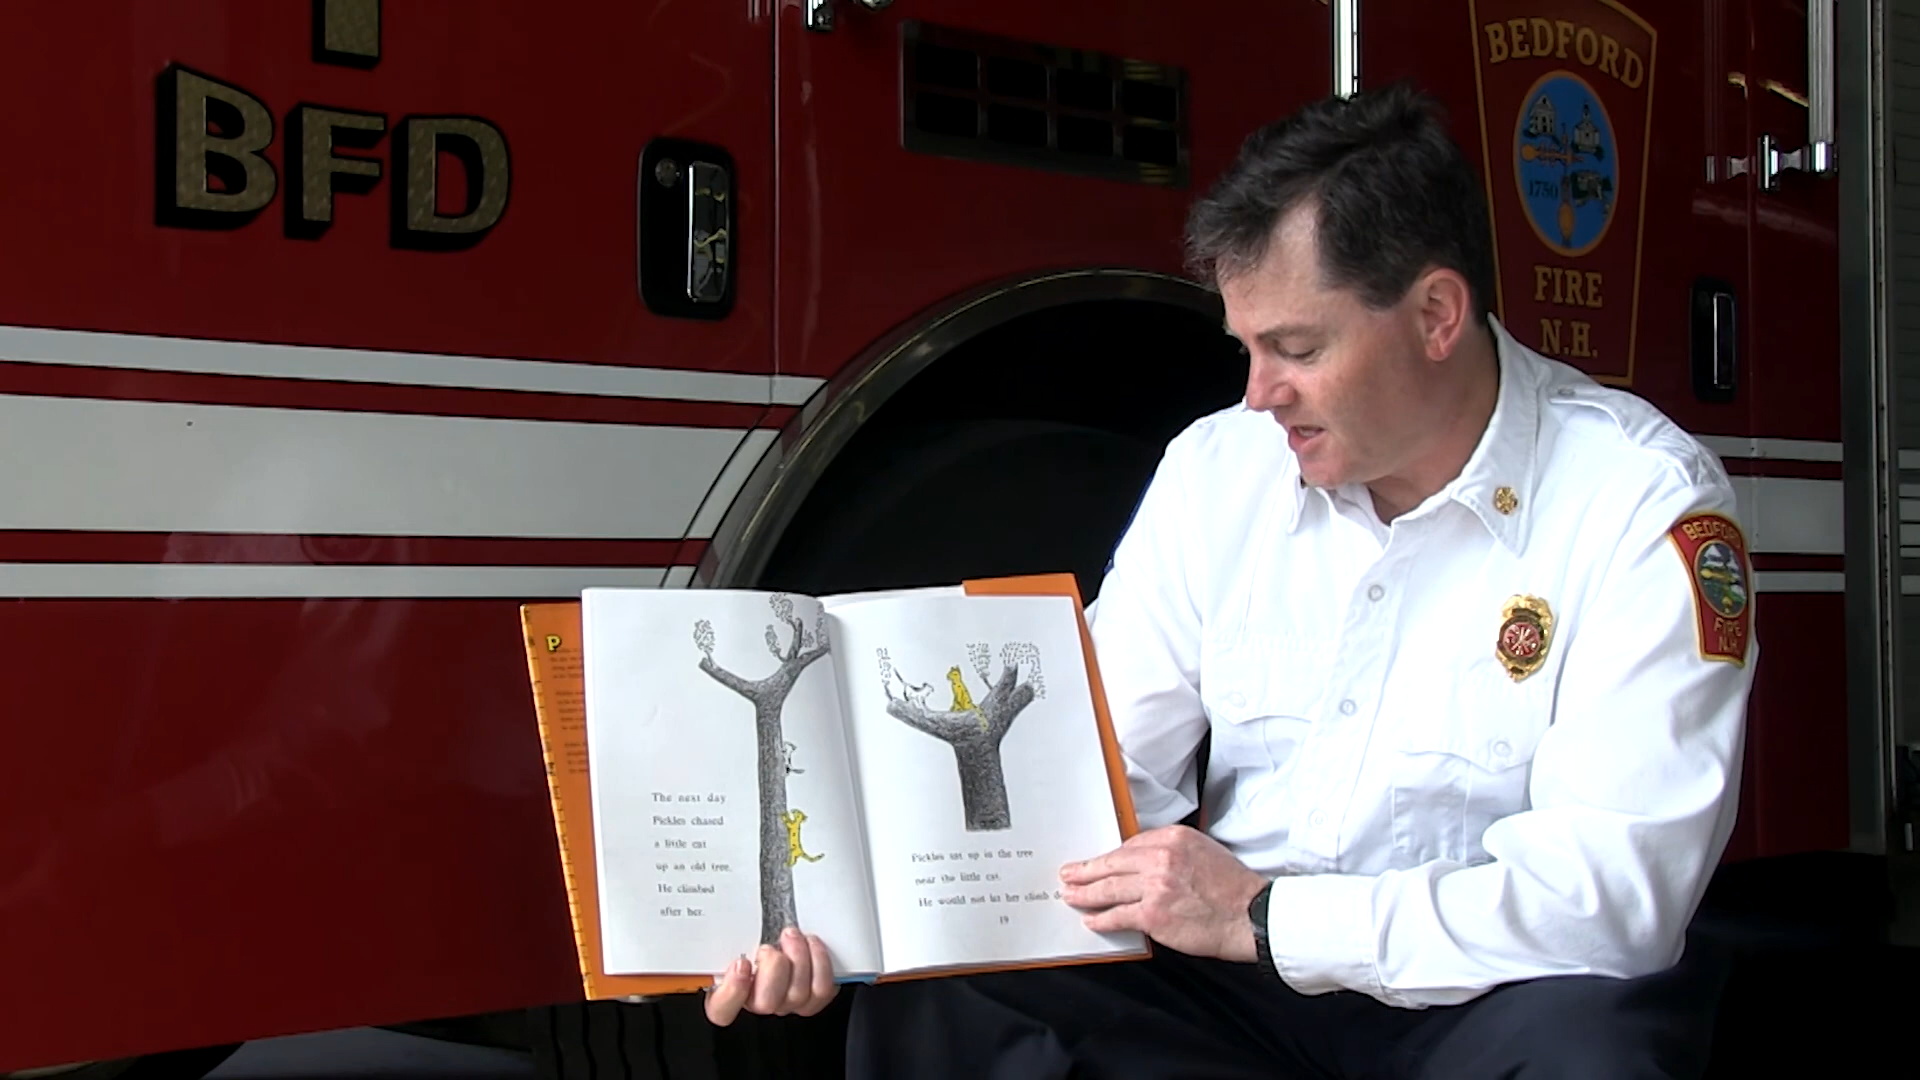 BFD
BEDFORD
1750
FIRE
N.H.
BEDFORD
FIRE
N.H.
P
The next day
Pickles chased
a little cat
up an old tree.
He climbed
after her.
Pickles sat up in the tree
near the little cat.
He would not let her climb
19